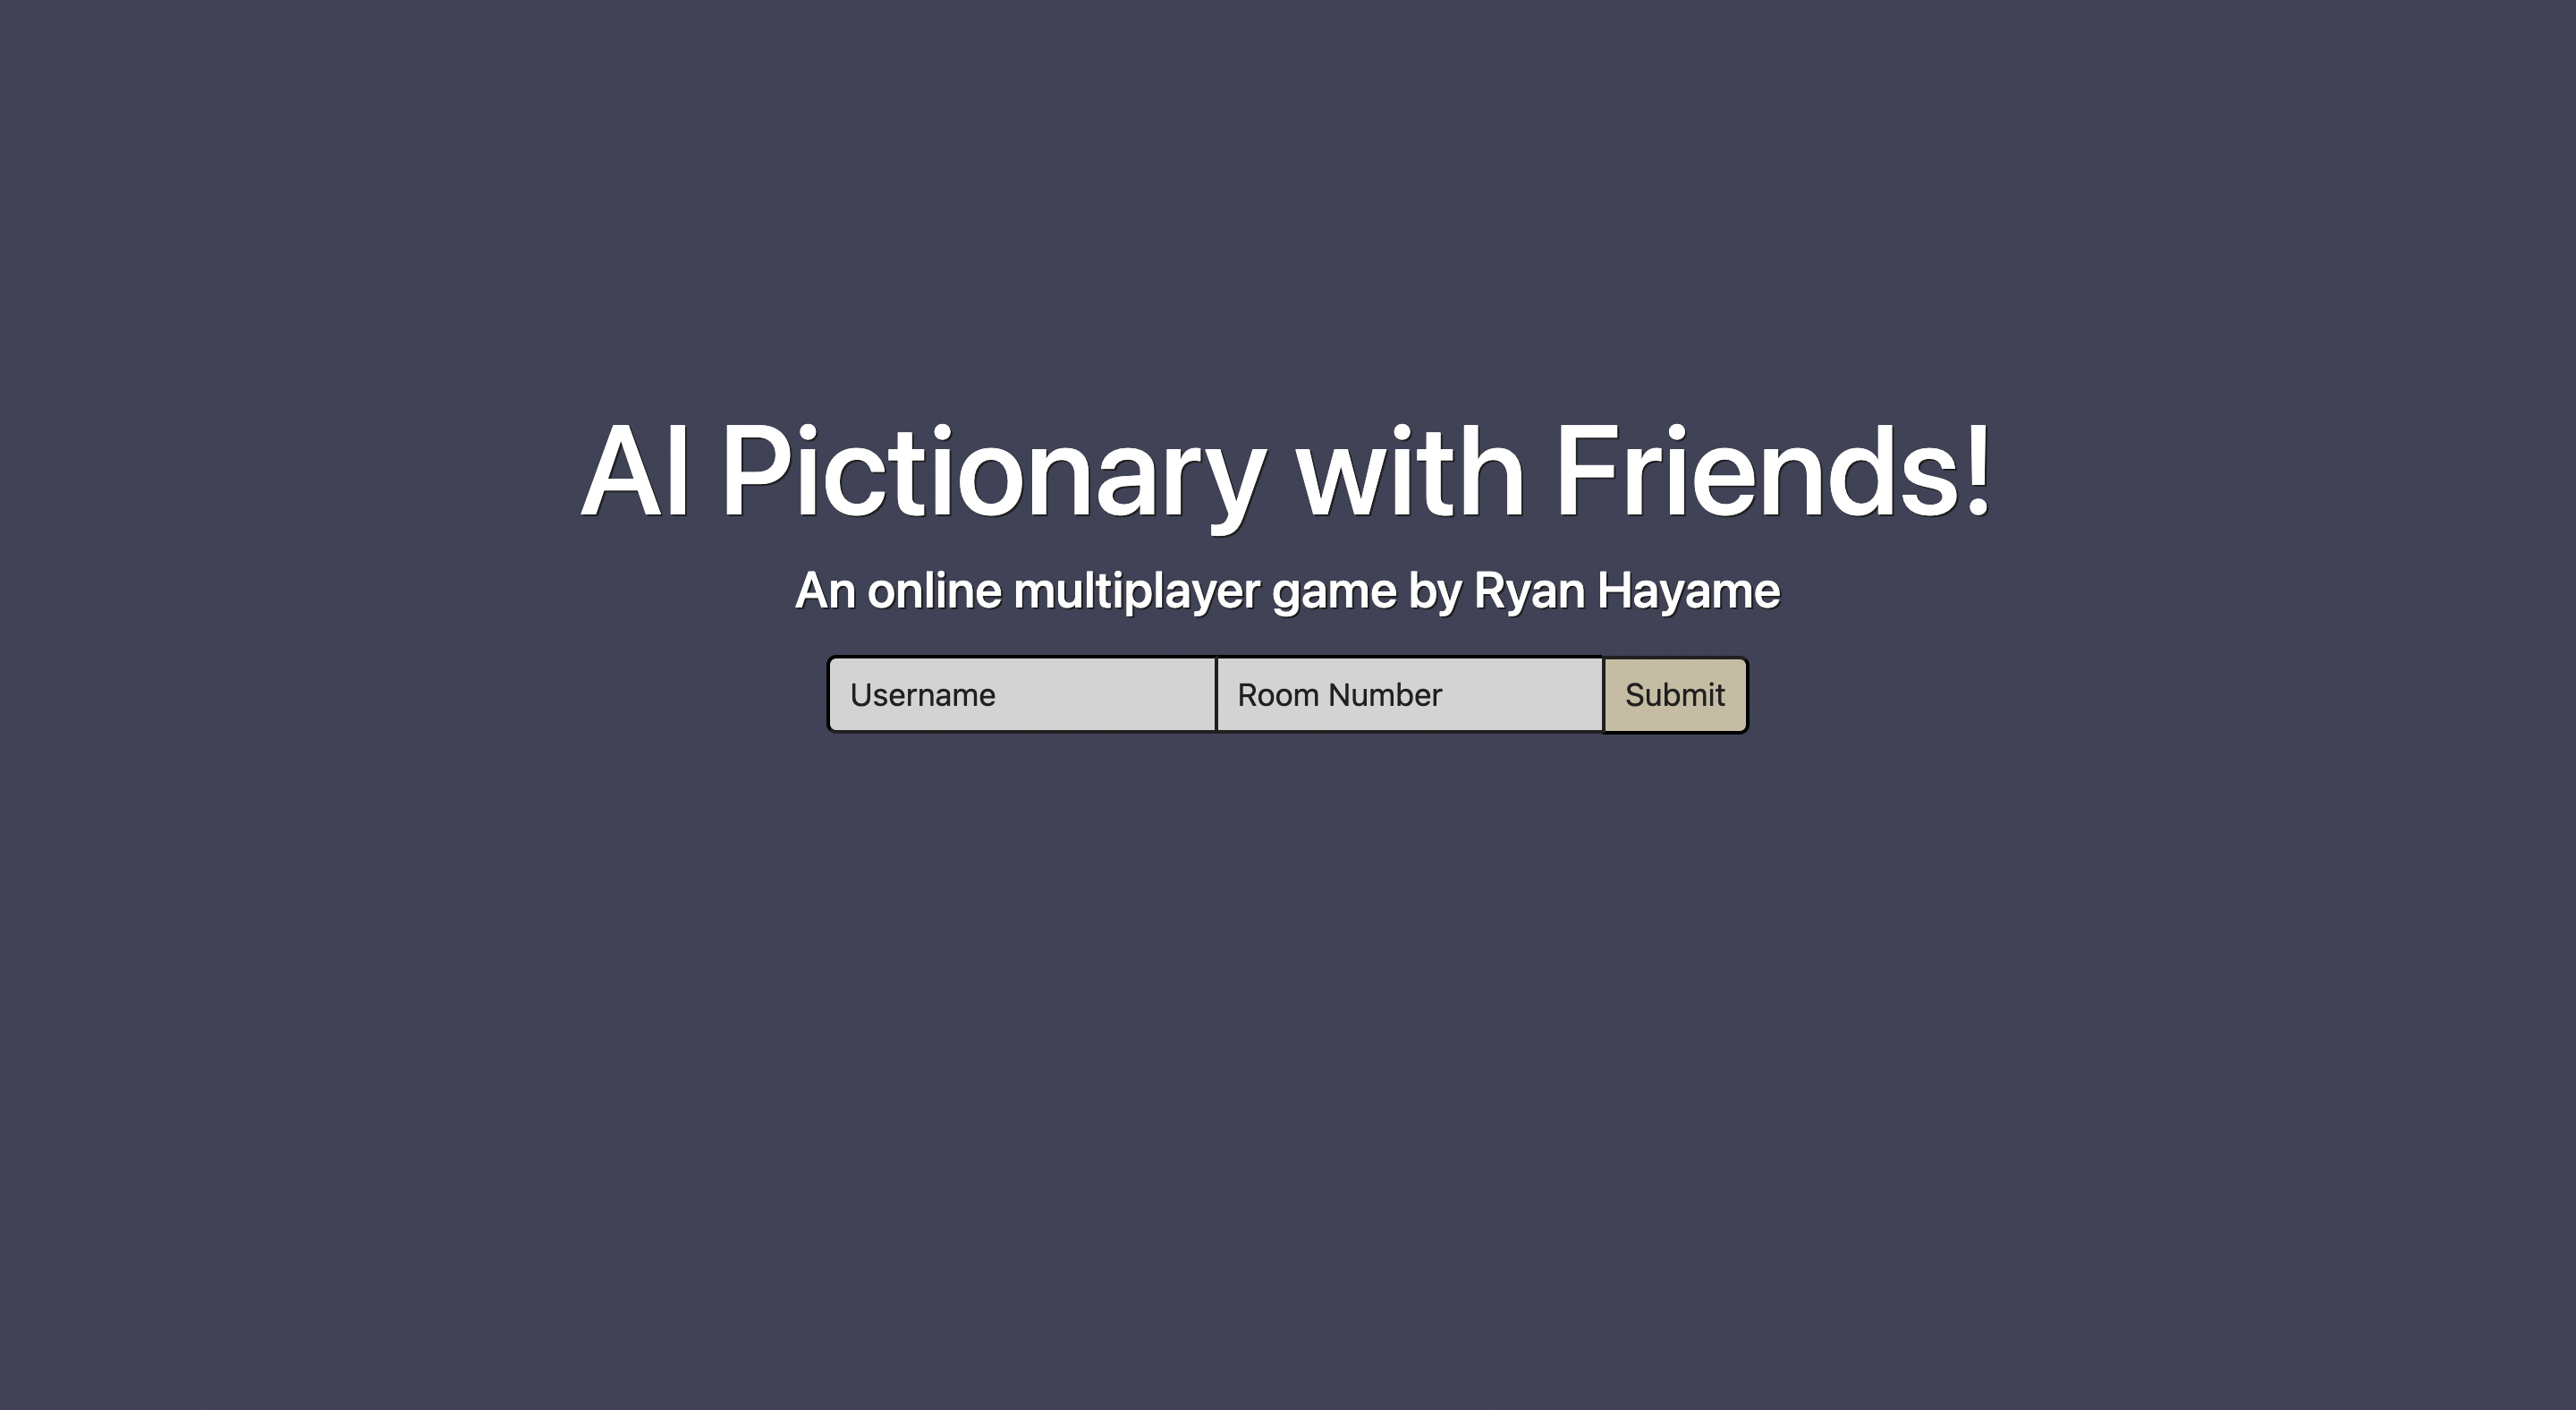 AI Pictionary with Friends!
An online multiplayer game by Ryan Hayame
Username Room Number Submit